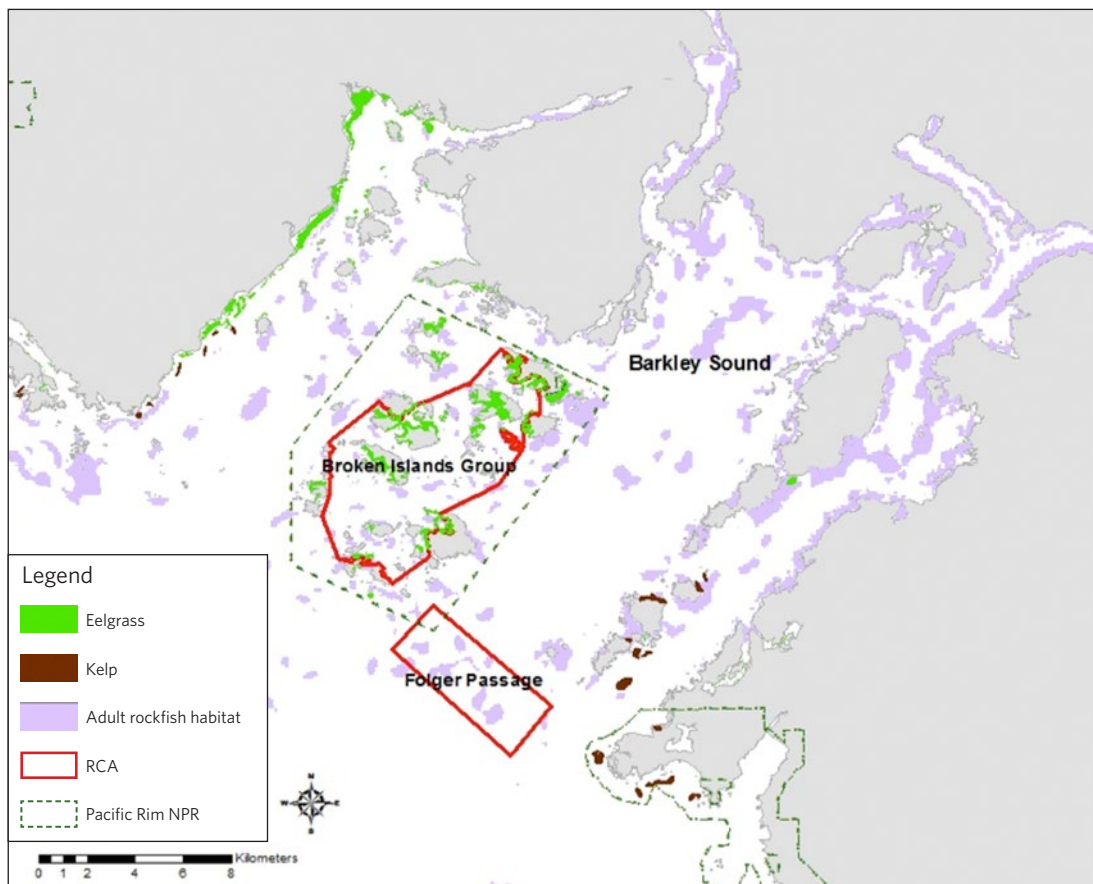 Barkley Sound
Broken Islands Group
Folger Passage
Legend
Eelgrass
Kelp
Adult rockfish habitat
RCA
Pacific Rim NPR
N
W
E
S
Kilometers
0 1 2 4 6 8